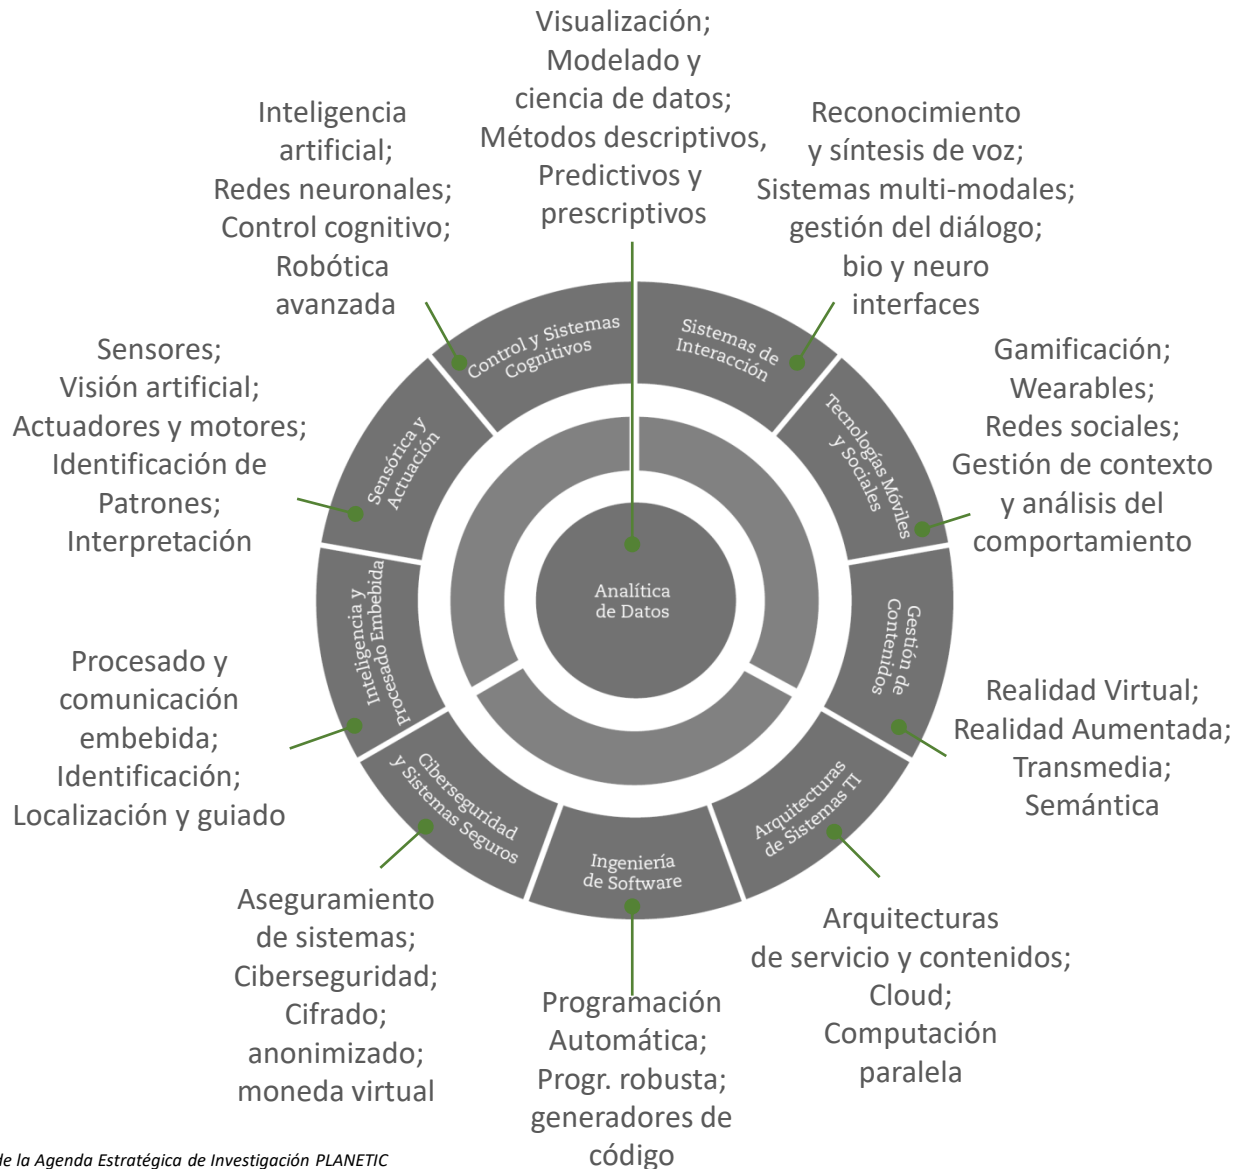 Visualización;
Modelado y
ciencia de datos;
Métodos descriptivos,
Predictivos y
prescriptivos
Inteligencia
artificial;
Redes neuronales;
Control cognitivo;
Robótica
avanzada
Reconocimiento
y síntesis de voz;
Sistemas multi-modales;
gestión del diálogo;
bio y neuro
interfaces
Sensores;
Visión artificial;
Actuadores y motores;
Identificación de
Patrones;
Interpretación
Gamificación;
Wearables;
Redes sociales;
Gestión de contexto
y análisis del
comportamiento
Control y Sistemas
Cognitivos
Sistemas de
Interacción
Sensórica y
Actuación
Tecnologías Móviles
y Sociales
Analítica
de Datos
Inteligencia y
Procesado Embebida
Gestión de
Contenidos
Ciberseguridad
y Sistemas Seguros
Ingeniería
de Software
Arquitecturas
de Sistemas TI
Procesado y
comunicación
embebida;
Identificación;
Localización y guiado
Realidad Virtual;
Realidad Aumentada;
Transmedia;
Semántica
Aseguramiento
de sistemas;
Ciberseguridad;
Cifrado;
anonimizado;
moneda virtual
Programación
Automática;
Progr. robusta;
generadores de
código
Arquitecturas
de servicio y contenidos;
Cloud;
Computación
paralela
de la Agenda Estratégica de Investigación PLANETIC